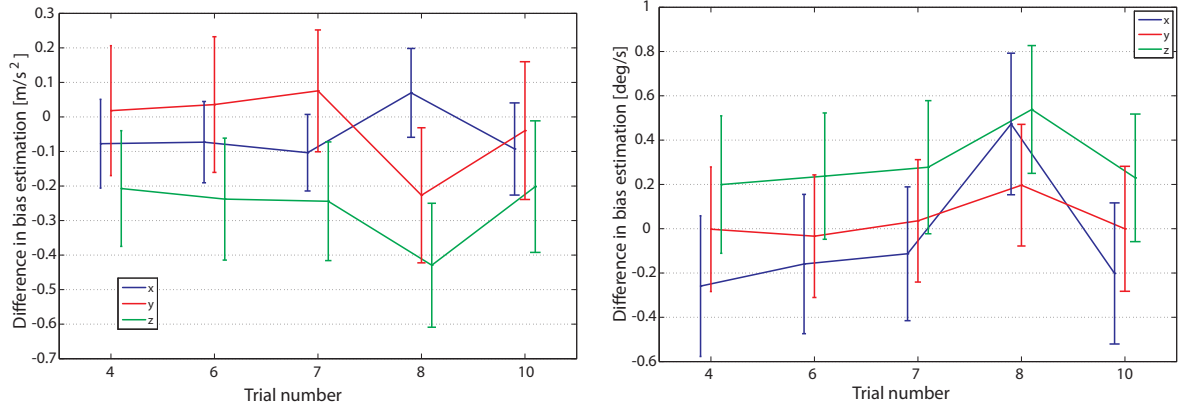 0.3
0.2
0.1
0
-0.1
-0.2
-0.3
-0.4
-0.5
-0.6
-0.7
Difference in bias estimation [m/s²]
x
y
z
4 6 7 8 10
Trial number
1
0.8
0.6
0.4
0.2
0
-0.2
-0.4
-0.6
Difference in bias estimation [deg/s]
x
y
z
4 6 7 8 10
Trial number